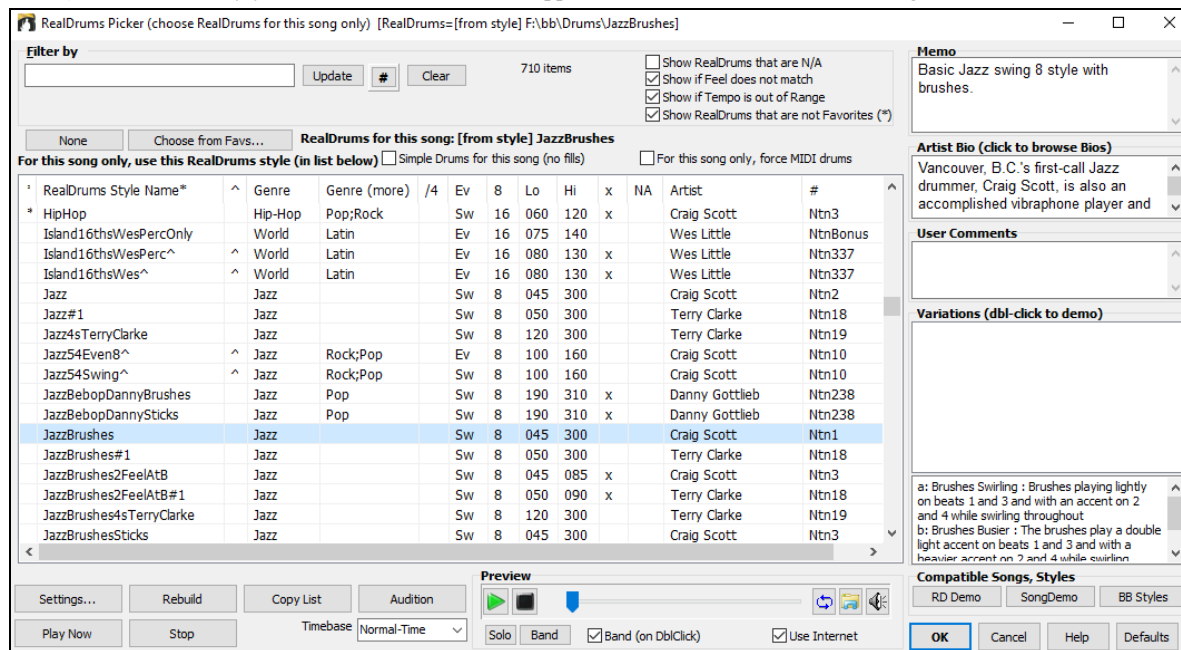 RealDrums Picker (choose RealDrums for this song only) [RealDrums=[from style] F:\bb\Drums\JazzBrushes]
Filter by
Update # Clear 710 items
Show RealDrums that are N/A
Show if Feel does not match
Show if Tempo is out of Range
Show RealDrums that are not Favorites (*)
None Choose from Favs... RealDrums for this song: [from style] JazzBrushes
For this song only, use this RealDrums style (in list below) Simple Drums for this song (no fills) For this song only, force MIDI drums
' RealDrums Style Name* ^ Genre Genre (more) /4 Ev 8 Lo Hi x NA Artist #
* HipHop Hip-Hop Pop;Rock Sw 16 060 120 x Craig Scott Ntn3
Island16thsWesPercOnly World Latin Ev 16 075 140 Wes Little NtnBonus
Island16thsWesPerc^ ^ World Latin Ev 16 080 130 x Wes Little Ntn337
Island16thsWes^ ^ World Latin Ev 16 080 130 x Wes Little Ntn337
Jazz Jazz Sw 8 045 300 Craig Scott Ntn2
Jazz#1 Jazz Sw 8 050 300 Terry Clarke Ntn18
Jazz4sTerryClarke Jazz Sw 8 120 300 Terry Clarke Ntn19
Jazz54Even8^ ^ Jazz Rock;Pop Ev 8 100 160 Craig Scott Ntn10
Jazz54Swing^ ^ Jazz Rock;Pop Sw 8 100 160 Craig Scott Ntn10
JazzBebopDannyBrushes Jazz Pop Sw 8 190 310 x Danny Gottlieb Ntn238
JazzBebopDannySticks Jazz Pop Sw 8 190 310 x Danny Gottlieb Ntn238
JazzBrushes Jazz Sw 8 045 300 Craig Scott Ntn1
JazzBrushes#1 Jazz Sw 8 050 300 Terry Clarke Ntn18
JazzBrushes2FeelAtB Jazz Sw 8 045 085 x Craig Scott Ntn3
JazzBrushes2FeelAtB#1 Jazz Sw 8 050 090 x Terry Clarke Ntn18
JazzBrushes4sTerryClarke Jazz Sw 8 120 300 Terry Clarke Ntn19
JazzBrushesSticks Jazz Sw 8 045 300 Craig Scott Ntn3
Settings... Rebuild Copy List Audition
Play Now Stop Timebase Normal-Time
Preview
Solo Band Band (on DblClick) Use Internet
Memo
Basic Jazz swing 8 style with
brushes.
Artist Bio (click to browse Bios)
Vancouver, B.C.'s first-call Jazz
drummer, Craig Scott, is also an
accomplished vibraphone player and
User Comments
Variations (dbl-click to demo)
a: Brushes Swirling : Brushes playing lightly
on beats 1 and 3 and with an accent on 2
and 4 while swirling throughout
b: Brushes Busier : The brushes play a double
light accent on beats 1 and 3 and with a
heavier accent on 2 and 4 while swirling
Compatible Songs, Styles
RD Demo SongDemo BB Styles
OK Cancel Help Defaults